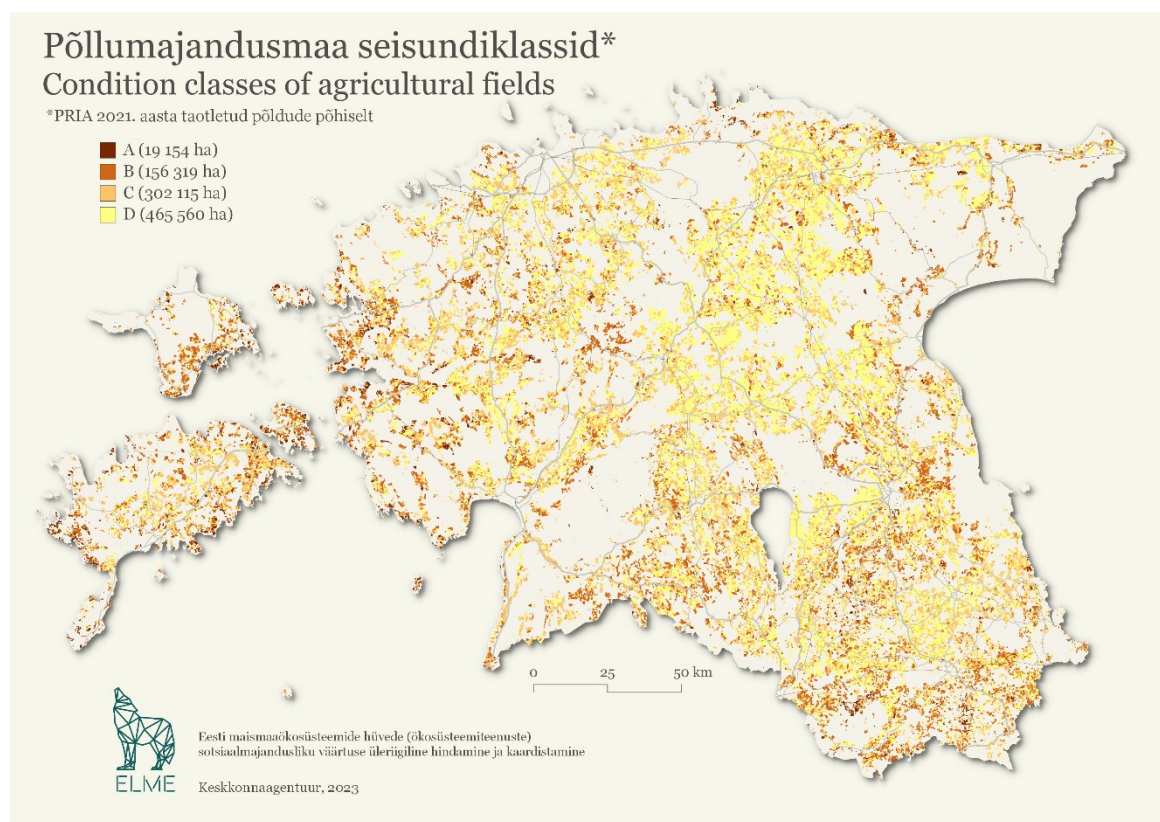 Põllumajandusmaa seisundiklassid*
Condition classes of agricultural fields
*PRIA 2021. aasta taotletud põldude põhiselt
A (19 154 ha)
B (156 319 ha)
C (302 115 ha)
D (465 560 ha)
0 25 50 km
Eesti maismaaökosüsteemide hüvede (ökosüsteemiteenuste)
sotsiaalmajandusliku väärtuse üleriigiline hindamine ja kaardistamine
ELME
Keskkonnaagentuur, 2023